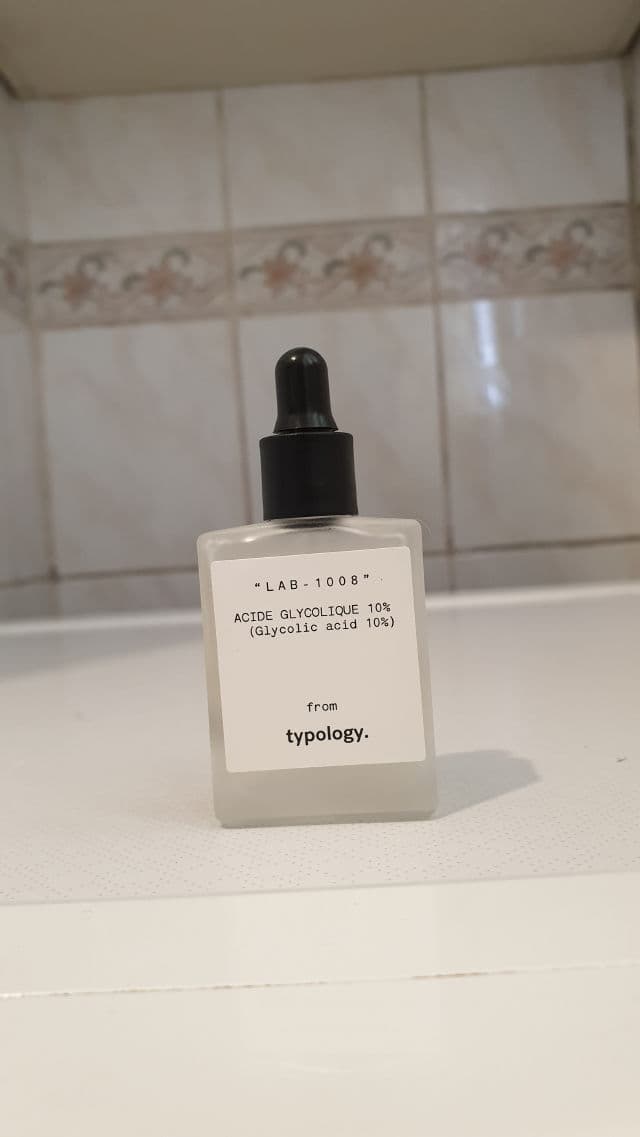 "LAB-1008"
ACIDE GLYCOLIQUE 10%
(Glycolic acid 10%)
from
typology.